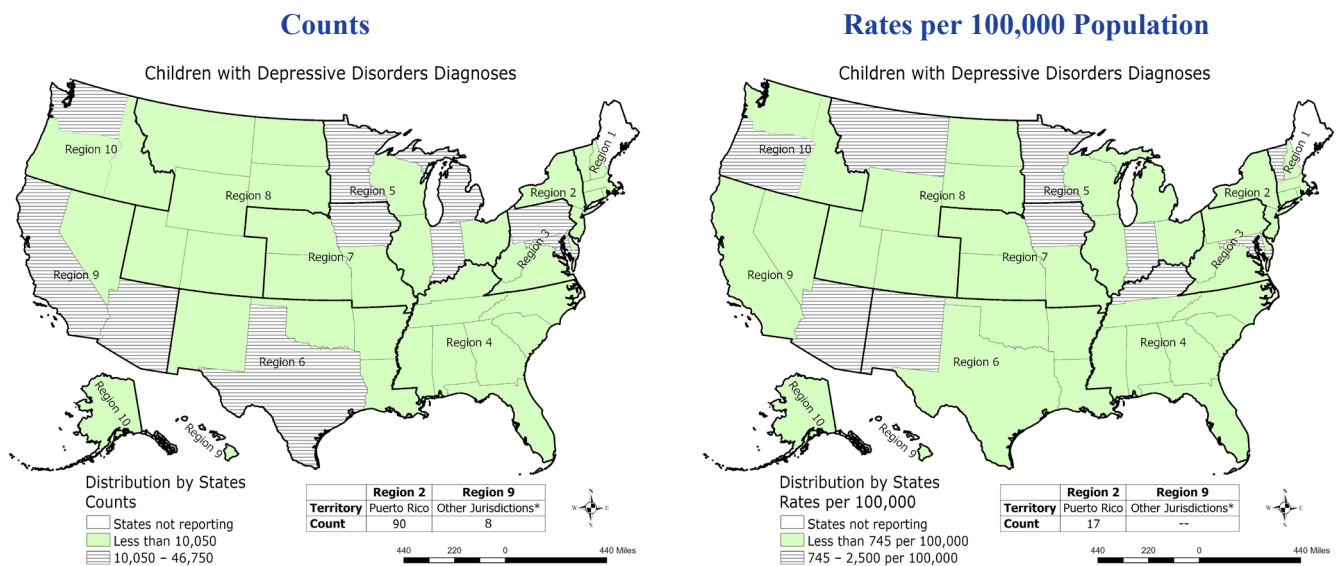 Counts
Children with Depressive Disorders Diagnoses
Region 1
Region 10
Region 2
Region 5
Region 8
Region 3
Region 7
Region 9
Region 4
Region 6
Region 10
Region 9
Distribution by States
Counts
States not reporting
Less than 10,050
10,050 – 46,750
Region 2 Region 9
Territory Puerto Rico Other Jurisdictions*
Count 90 8
N
W E
S
440 220 0 440 Miles
Rates per 100,000 Population
Children with Depressive Disorders Diagnoses
Region 1
Region 10
Region 2
Region 5
Region 8
Region 3
Region 7
Region 9
Region 4
Region 6
Region 10
Region 9
Distribution by States
Rates per 100,000
States not reporting
Less than 745 per 100,000
745 – 2,500 per 100,000
Region 2 Region 9
Territory Puerto Rico Other Jurisdictions*
Count 17 --
N
W E
S
440 220 0 440 Miles